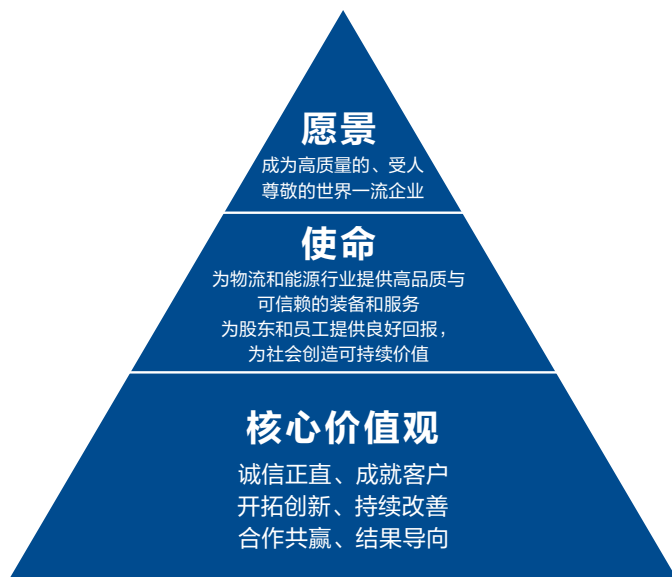 愿景
成为高质量的、受人
尊敬的世界一流企业
使命
为物流和能源行业提供高品质与
可信赖的装备和服务
为股东和员工提供良好回报，
为社会创造可持续价值
核心价值观
诚信正直、成就客户
开拓创新、持续改善
合作共赢、结果导向